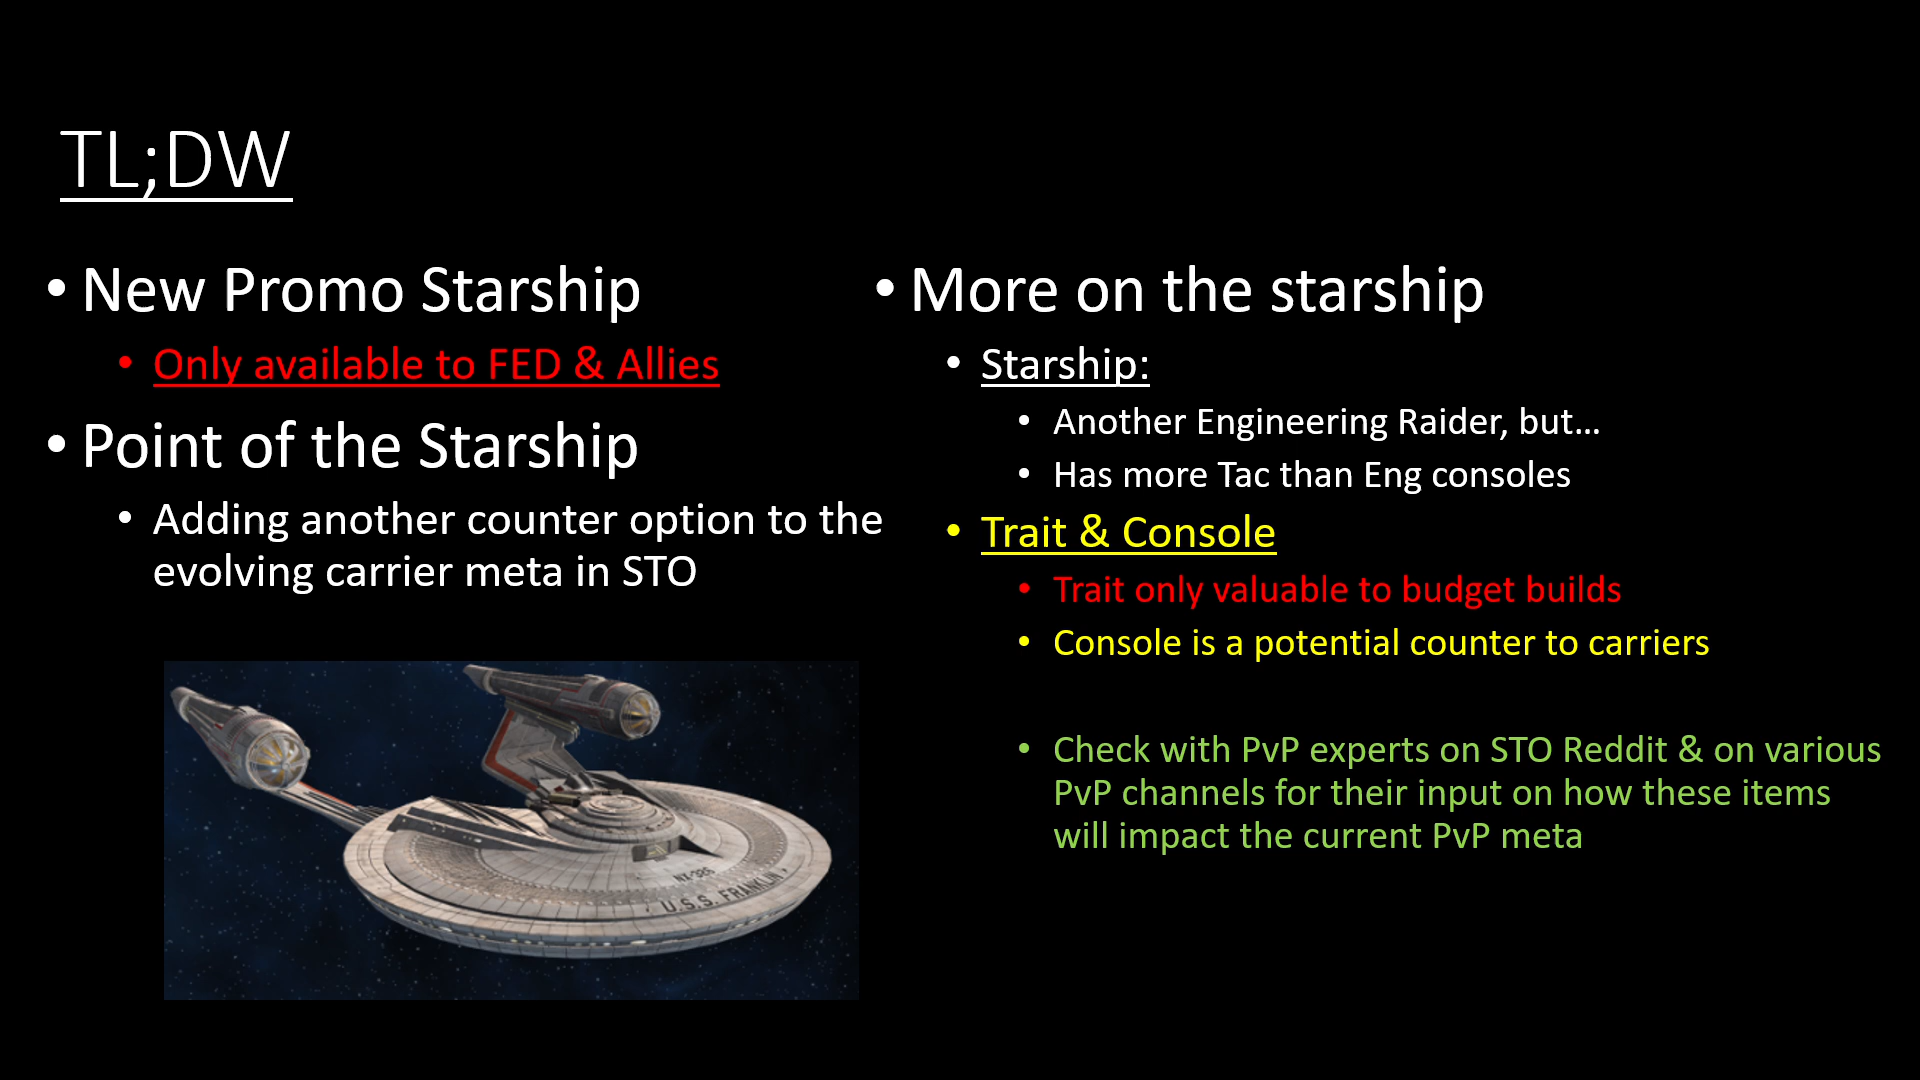 TL;DW
• New Promo Starship
• Only available to FED & Allies
• Point of the Starship
• Adding another counter option to the
evolving carrier meta in STO
NX-326
U.S.S. FRANKLIN
• More on the starship
• Starship:
• Another Engineering Raider, but...
• Has more Tac than Eng consoles
• Trait & Console
• Trait only valuable to budget builds
• Console is a potential counter to carriers
• Check with PvP experts on STO Reddit & on various
PvP channels for their input on how these items
will impact the current PvP meta